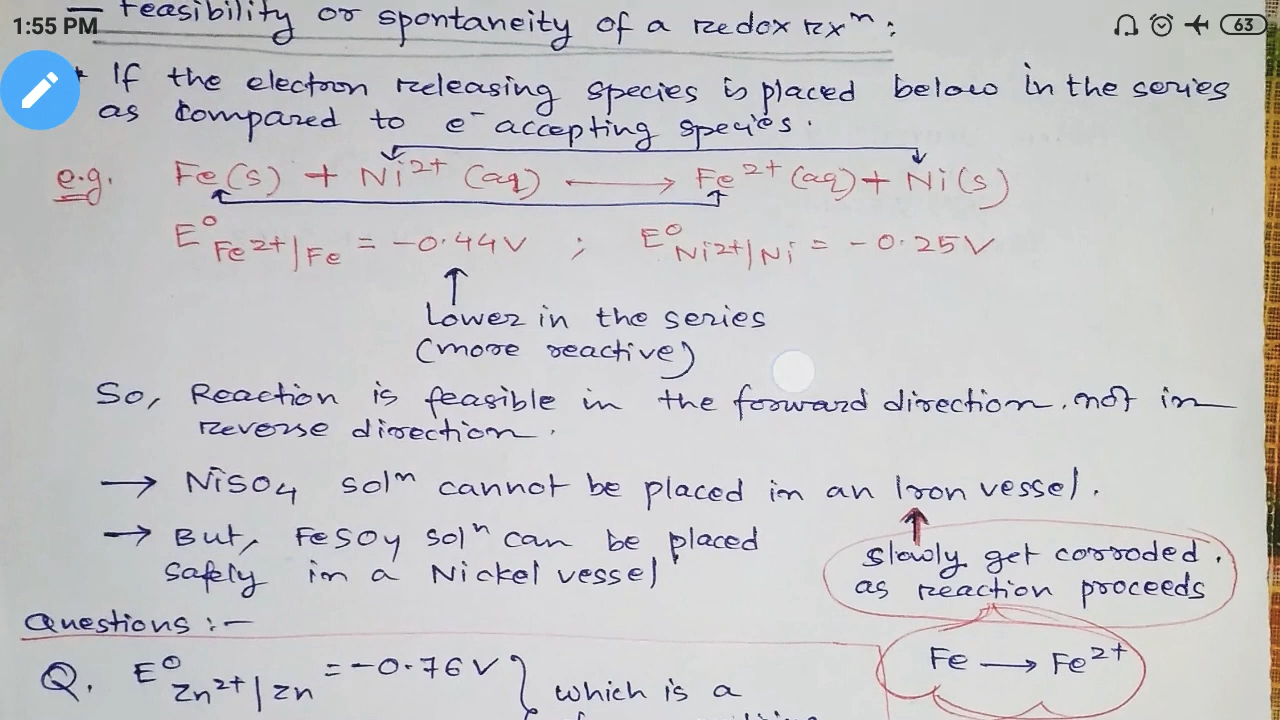 1:55 PM
63
— Feasibility or spontaneity of a redox rxⁿ :
* If the electron releasing species is placed below in the series
as compared to e⁻ accepting species.
e.g. Fe(s) + Ni²⁺ (aq) ⟶ Fe²⁺(aq) + Ni(s)
E⁰ Fe2+/Fe = -0.44V ; E⁰ Ni2+/Ni = -0.25V
↑
Lower in the series
(more reactive)
So, Reaction is feasible in the forward direction. not in
reverse direction.
→ NiSO₄ solⁿ cannot be placed in an Iron vessel.
→ But, FeSO₄ solⁿ can be placed
safely in a Nickel vessel
slowly get corroded.
as reaction proceeds
Fe ⟶ Fe²⁺
Questions :-
Q. E⁰ Zn²⁺/Zn = -0.76V } which is a